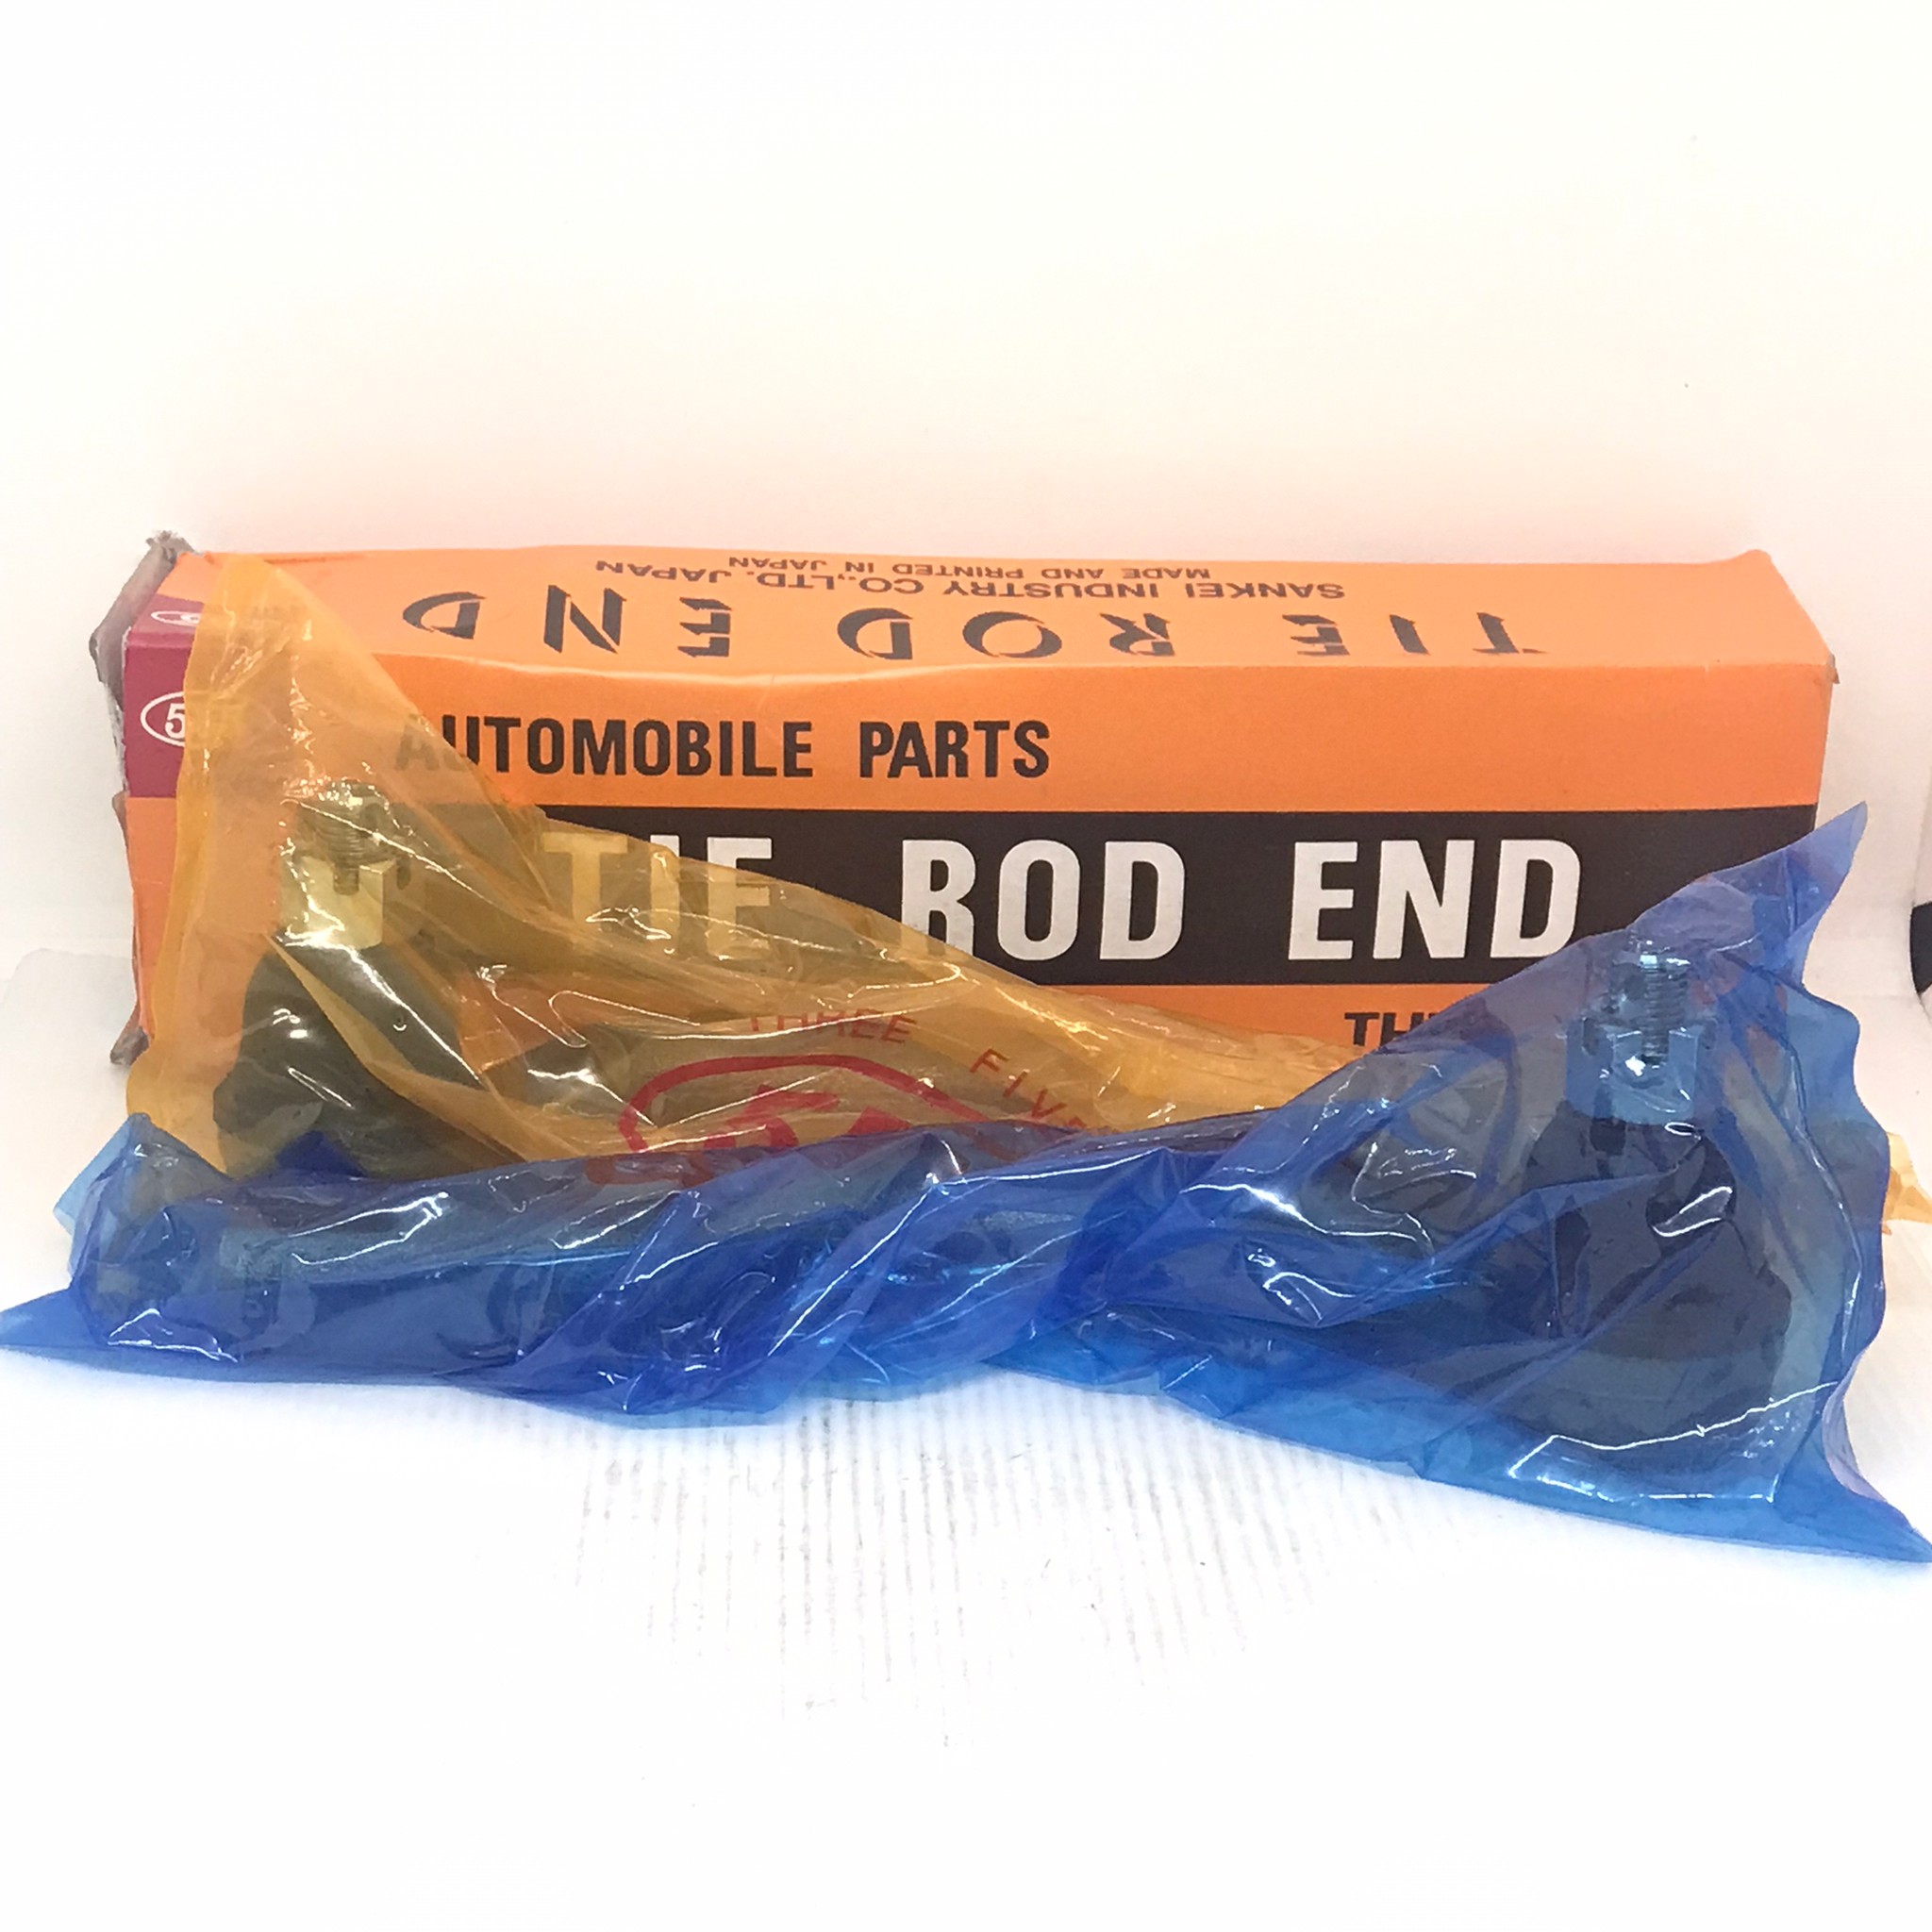 MADE AND PRINTED IN JAPAN
SANKEI INDUSTRY CO.,LTD. JAPAN
TIE ROD END
AUTOMOBILE PARTS
TIE ROD END
THREE FIVE